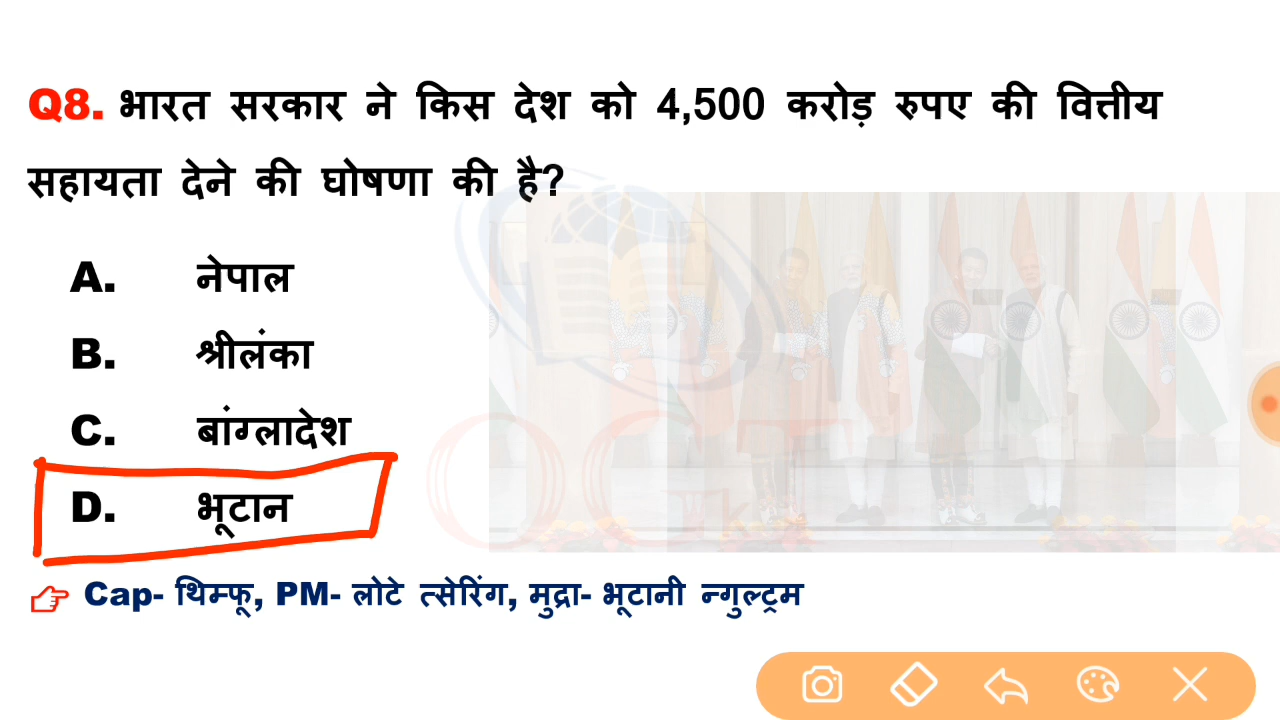 Q8. भारत सरकार ने किस देश को 4,500 करोड़ रुपए की वित्तीय
सहायता देने की घोषणा की है?
A. नेपाल
B. श्रीलंका
C. बांग्लादेश
D. भूटान
Cap- थिम्फू, PM- लोटे त्सेरिंग, मुद्रा- भूटानी न्गुल्ट्रम